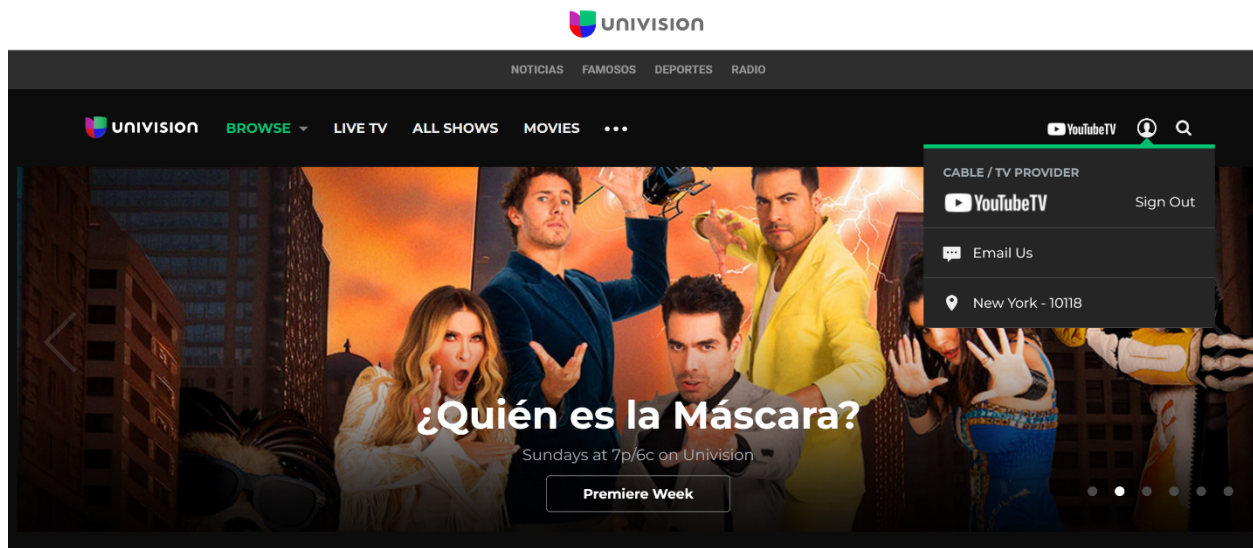 UNIVISION
NOTICIAS FAMOSOS DEPORTES RADIO
UNIVISION BROWSE LIVE TV ALL SHOWS MOVIES ••• YouTubeTV
CABLE / TV PROVIDER
YouTubeTV Sign Out
Email Us
New York - 10118
¿Quién es la Máscara?
Sundays at 7p/6c on Univision
Premiere Week